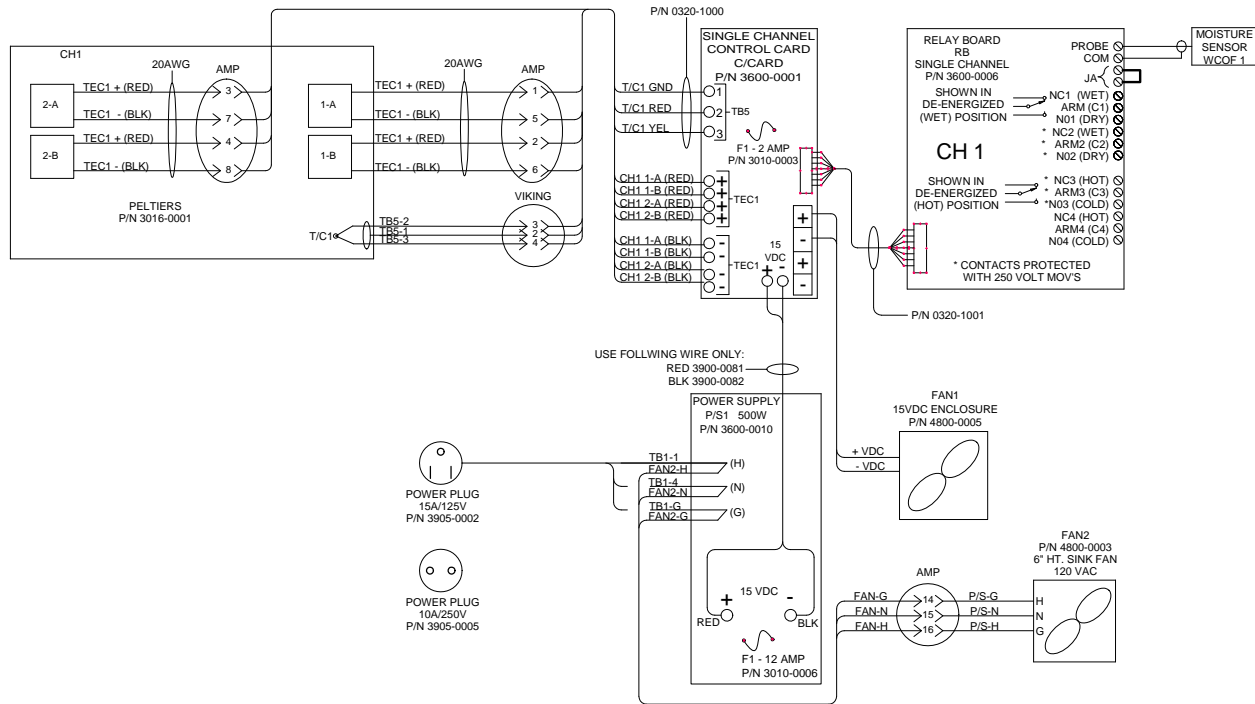 P/N 0320-1000
CH1
20AWG
AMP
2-A
TEC1 + (RED)
3
TEC1 - (BLK)
7
2-B
TEC1 + (RED)
4
TEC1 - (BLK)
8
PELTIERS
P/N 3016-0001
20AWG
AMP
1-A
TEC1 + (RED)
1
TEC1 - (BLK)
5
1-B
TEC1 + (RED)
2
TEC1 - (BLK)
6
VIKING
T/C1
TB5-2
3
TB5-1
2
TB5-3
4
SINGLE CHANNEL
CONTROL CARD
C/CARD
P/N 3600-0001
T/C1 GND
1
T/C1 RED
2
TB5
T/C1 YEL
3
F1 - 2 AMP
P/N 3010-0003
CH1 1-A (RED)
+
CH1 1-B (RED)
+
TEC1
CH1 2-A (RED)
+
CH1 2-B (RED)
+
CH1 1-A (BLK)
-
CH1 1-B (BLK)
-
TEC1
CH1 2-A (BLK)
-
CH1 2-B (BLK)
-
15
VDC
+ -
+
-
+
-
RELAY BOARD
RB
SINGLE CHANNEL
P/N 3600-0006
SHOWN IN
DE-ENERGIZED
(WET) POSITION
CH 1
SHOWN IN
DE-ENERGIZED
(HOT) POSITION
PROBE
COM
JA
NC1 (WET)
ARM (C1)
N01 (DRY)
* NC2 (WET)
* ARM2 (C2)
* N02 (DRY)
* NC3 (HOT)
* ARM3 (C3)
*N03 (COLD)
NC4 (HOT)
ARM4 (C4)
N04 (COLD)
* CONTACTS PROTECTED
WITH 250 VOLT MOV'S
MOISTURE
SENSOR
WCOF 1
P/N 0320-1001
USE FOLLWING WIRE ONLY:
RED 3900-0081
BLK 3900-0082
POWER SUPPLY
P/S1 500W
P/N 3600-0010
TB1-1
FAN2-H
(H)
TB1-4
FAN2-N
(N)
TB1-G
FAN2-G
(G)
+ 15 VDC -
RED
BLK
F1 - 12 AMP
P/N 3010-0006
POWER PLUG
15A/125V
P/N 3905-0002
POWER PLUG
10A/250V
P/N 3905-0005
FAN1
15VDC ENCLOSURE
P/N 4800-0005
+ VDC
- VDC
FAN2
P/N 4800-0003
6" HT. SINK FAN
120 VAC
AMP
FAN-G
14
P/S-G
H
FAN-N
15
P/S-N
N
FAN-H
16
P/S-H
G